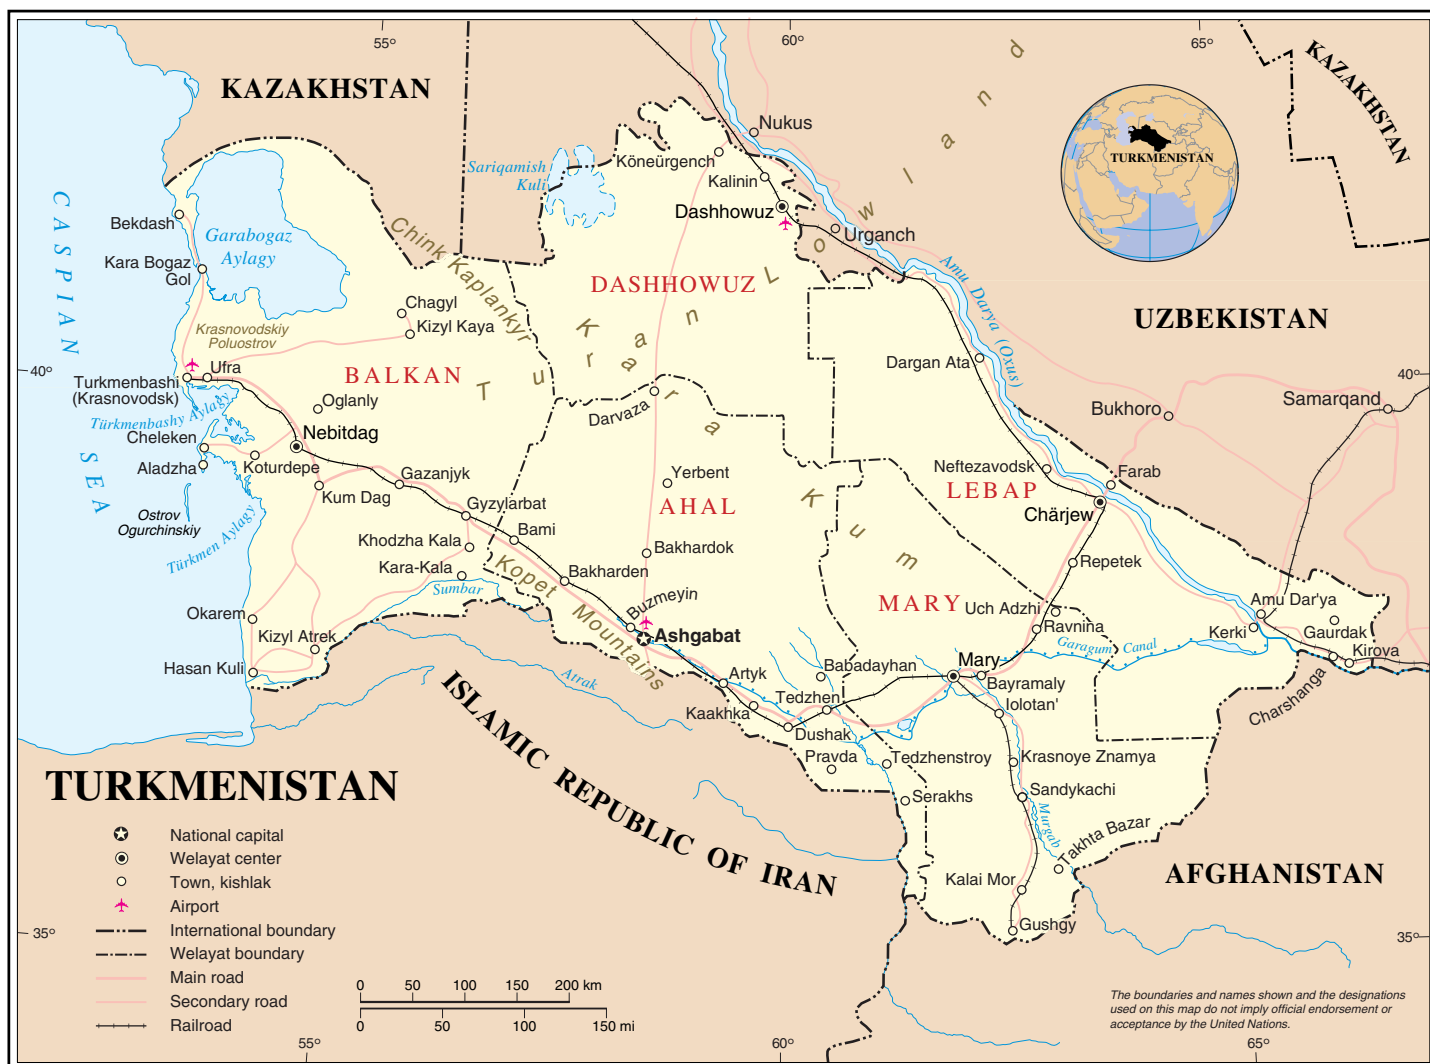 55°
60°
65°
KAZAKHSTAN
KAZAKHSTAN
TURKMENISTAN
Nukus
Köneürgench
Kalinin
Dashhowuz
Urganch
Sariqamish
Kuli
Bekdash
Garabogaz
Aylagy
Kara Bogaz
Gol
CASPIAN
SEA
Chink Kaplankyr
DASHHOWUZ
Turan Lowland
Kara Kum
Amu Darya (Oxus)
UZBEKISTAN
Chagyl
Kizyl Kaya
Krasnovodskiy
Poluostrov
40°
40°
Ufra
Turkmenbashi
(Krasnovodsk)
BALKAN
Dargan Ata
Oglanly
Darvaza
Bukhoro
Samarqand
Türkmenbashy Aylagy
Cheleken
Nebitdag
Aladzha
Koturdepe
Kum Dag
Gazanjyk
Yerbent
Neftezavodsk
Farab
LEBAP
Chärjew
AHAL
Gyzylarbat
Ostrov
Ogurchinskiy
Türkmen Aylagy
Bami
Khodzha Kala
Kara-Kala
Bakhardok
Repetek
Kopet Mountains
Bakharden
Sumbar
MARY
Uch Adzhi
Okarem
Buzmeyin
Ashgabat
Ravnina
Amu Dar'ya
Kerki
Gaurdak
Kizyl Atrek
Garagum Canal
Kirova
Hasan Kuli
Atrak
Artyk
Babadayhan
Mary
Bayramaly
Charshanga
Tedzhen
Iolotan'
Kaakhka
Dushak
Pravda
Tedzhenstroy
Krasnoye Znamya
Serakhs
Sandykachi
Murgab
Takhta Bazar
ISLAMIC REPUBLIC OF IRAN
AFGHANISTAN
Kalai Mor
Gushgy
35°
35°
TURKMENISTAN
National capital
Welayat center
Town, kishlak
Airport
International boundary
Welayat boundary
Main road
Secondary road
Railroad
0 50 100 150 200 km
0 50 100 150 mi
The boundaries and names shown and the designations
used on this map do not imply official endorsement or
acceptance by the United Nations.
55°
60°
65°